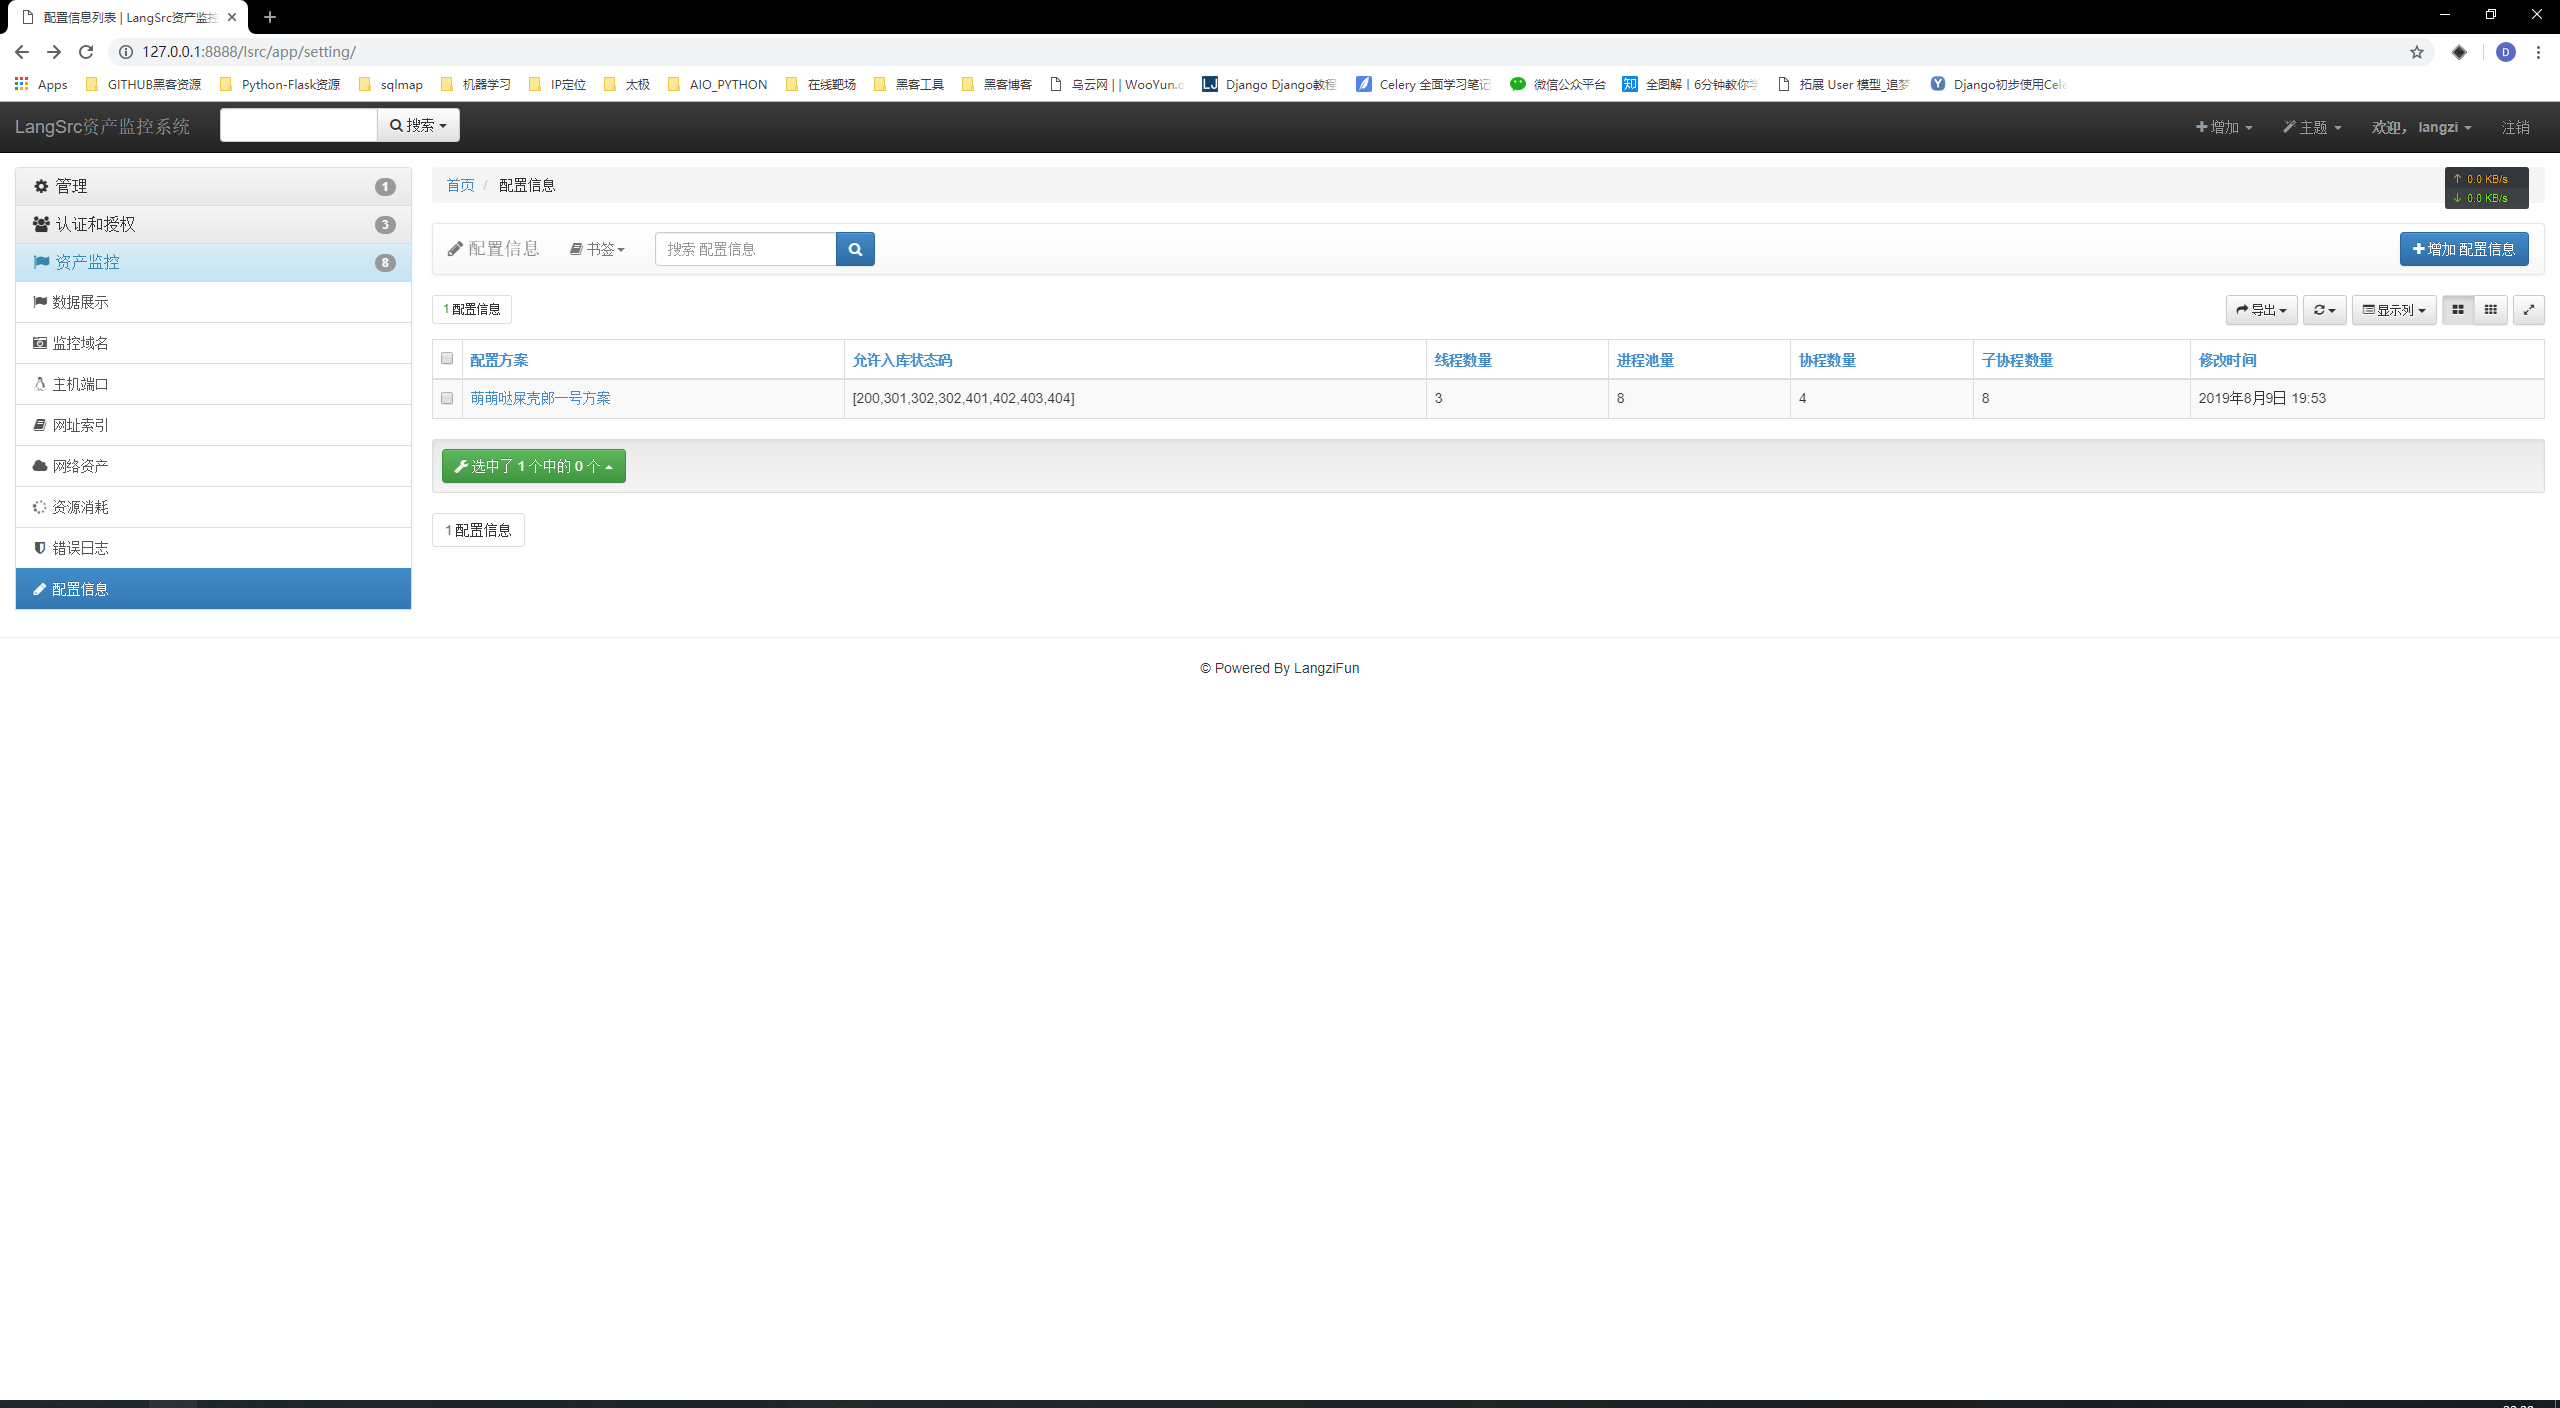 配置信息列表 | LangSrc资产监控
127.0.0.1:8888/lsrc/app/setting/
Apps GITHUB黑客资源 Python-Flask资源 sqlmap 机器学习 IP定位 太极 AIO_PYTHON 在线靶场 黑客工具 黑客博客 乌云网 | | WooYun.o Django Django教程 Celery 全面学习笔记 微信公众平台 全图解丨6分钟教你学 拓展 User 模型_追梦 Django初步使用Cele
LangSrc资产监控系统 搜索 增加 主题 欢迎， langzi 注销
管理 1
认证和授权 3
资产监控 8
数据展示
监控域名
主机端口
网址索引
网络资产
资源消耗
错误日志
配置信息
首页 / 配置信息
↑ 0.0 KB/s
↓ 0.0 KB/s
配置信息 书签 搜索 配置信息 增加 配置信息
1 配置信息 导出 显示列
配置方案 允许入库状态码 线程数量 进程池量 协程数量 子协程数量 修改时间
萌萌哒屎壳郎一号方案 [200,301,302,302,401,402,403,404] 3 8 4 8 2019年8月9日 19:53
选中了 1 个中的 0 个
1 配置信息
© Powered By LangziFun